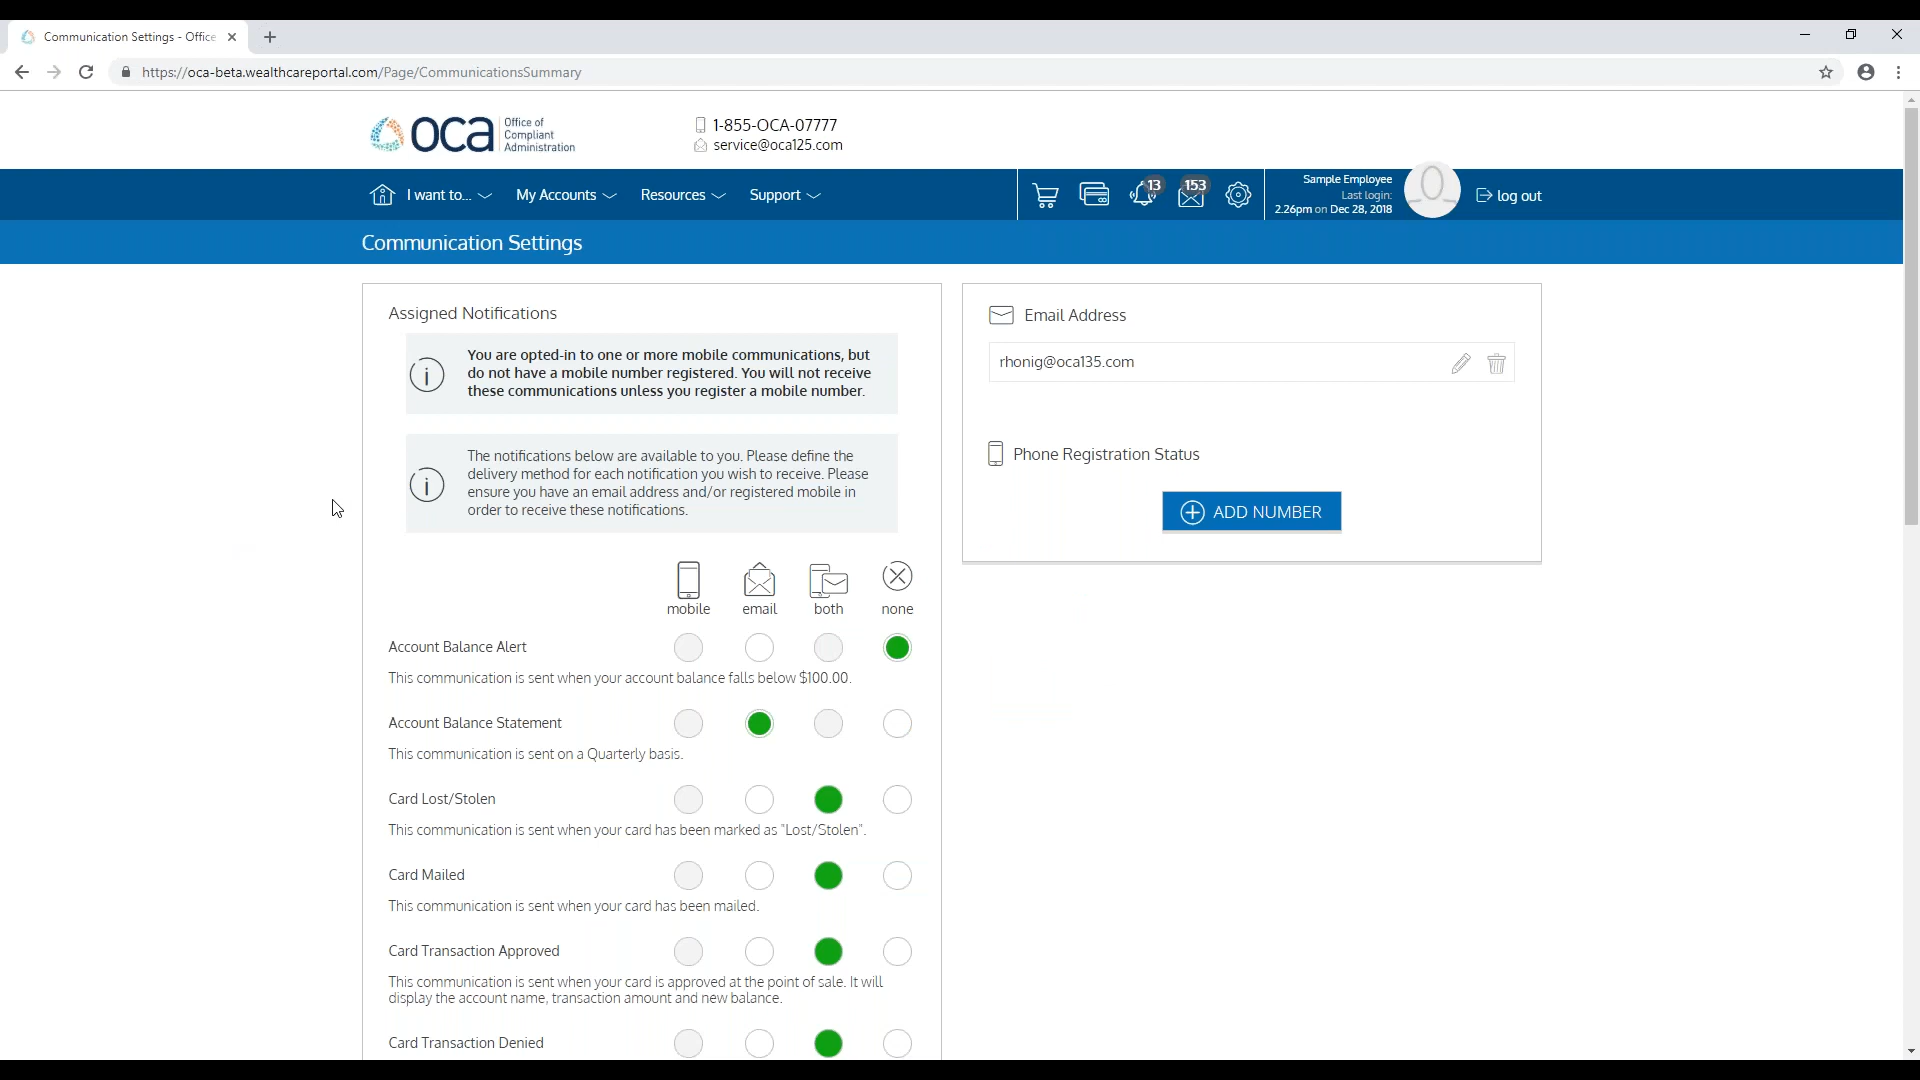 Communication Settings - Office
https://oca-beta.wealthcareportal.com/Page/CommunicationsSummary
oca
Office of
Compliant
Administration
1-855-OCA-07777
service@oca125.com
I want to...
My Accounts
Resources
Support
13
153
Sample Employee
Last login:
2.26pm on Dec 28, 2018
log out
Communication Settings
Assigned Notifications
You are opted-in to one or more mobile communications, but
do not have a mobile number registered. You will not receive
these communications unless you register a mobile number.
The notifications below are available to you. Please define the
delivery method for each notification you wish to receive. Please
ensure you have an email address and/or registered mobile in
order to receive these notifications.
mobile
email
both
none
Account Balance Alert
This communication is sent when your account balance falls below $100.00.
Account Balance Statement
This communication is sent on a Quarterly basis.
Card Lost/Stolen
This communication is sent when your card has been marked as "Lost/Stolen".
Card Mailed
This communication is sent when your card has been mailed.
Card Transaction Approved
This communication is sent when your card is approved at the point of sale. It will
display the account name, transaction amount and new balance.
Card Transaction Denied
Email Address
rhonig@oca135.com
Phone Registration Status
ADD NUMBER